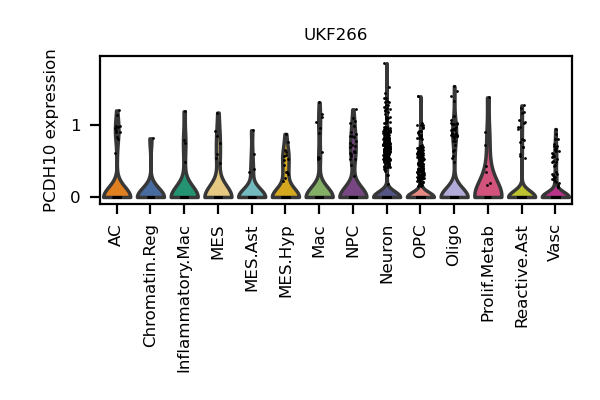 UKF266
PCDH10 expression
1
0
AC
Chromatin.Reg
Inflammatory.Mac
MES
MES.Ast
MES.Hyp
Mac
NPC
Neuron
OPC
Oligo
Prolif.Metab
Reactive.Ast
Vasc